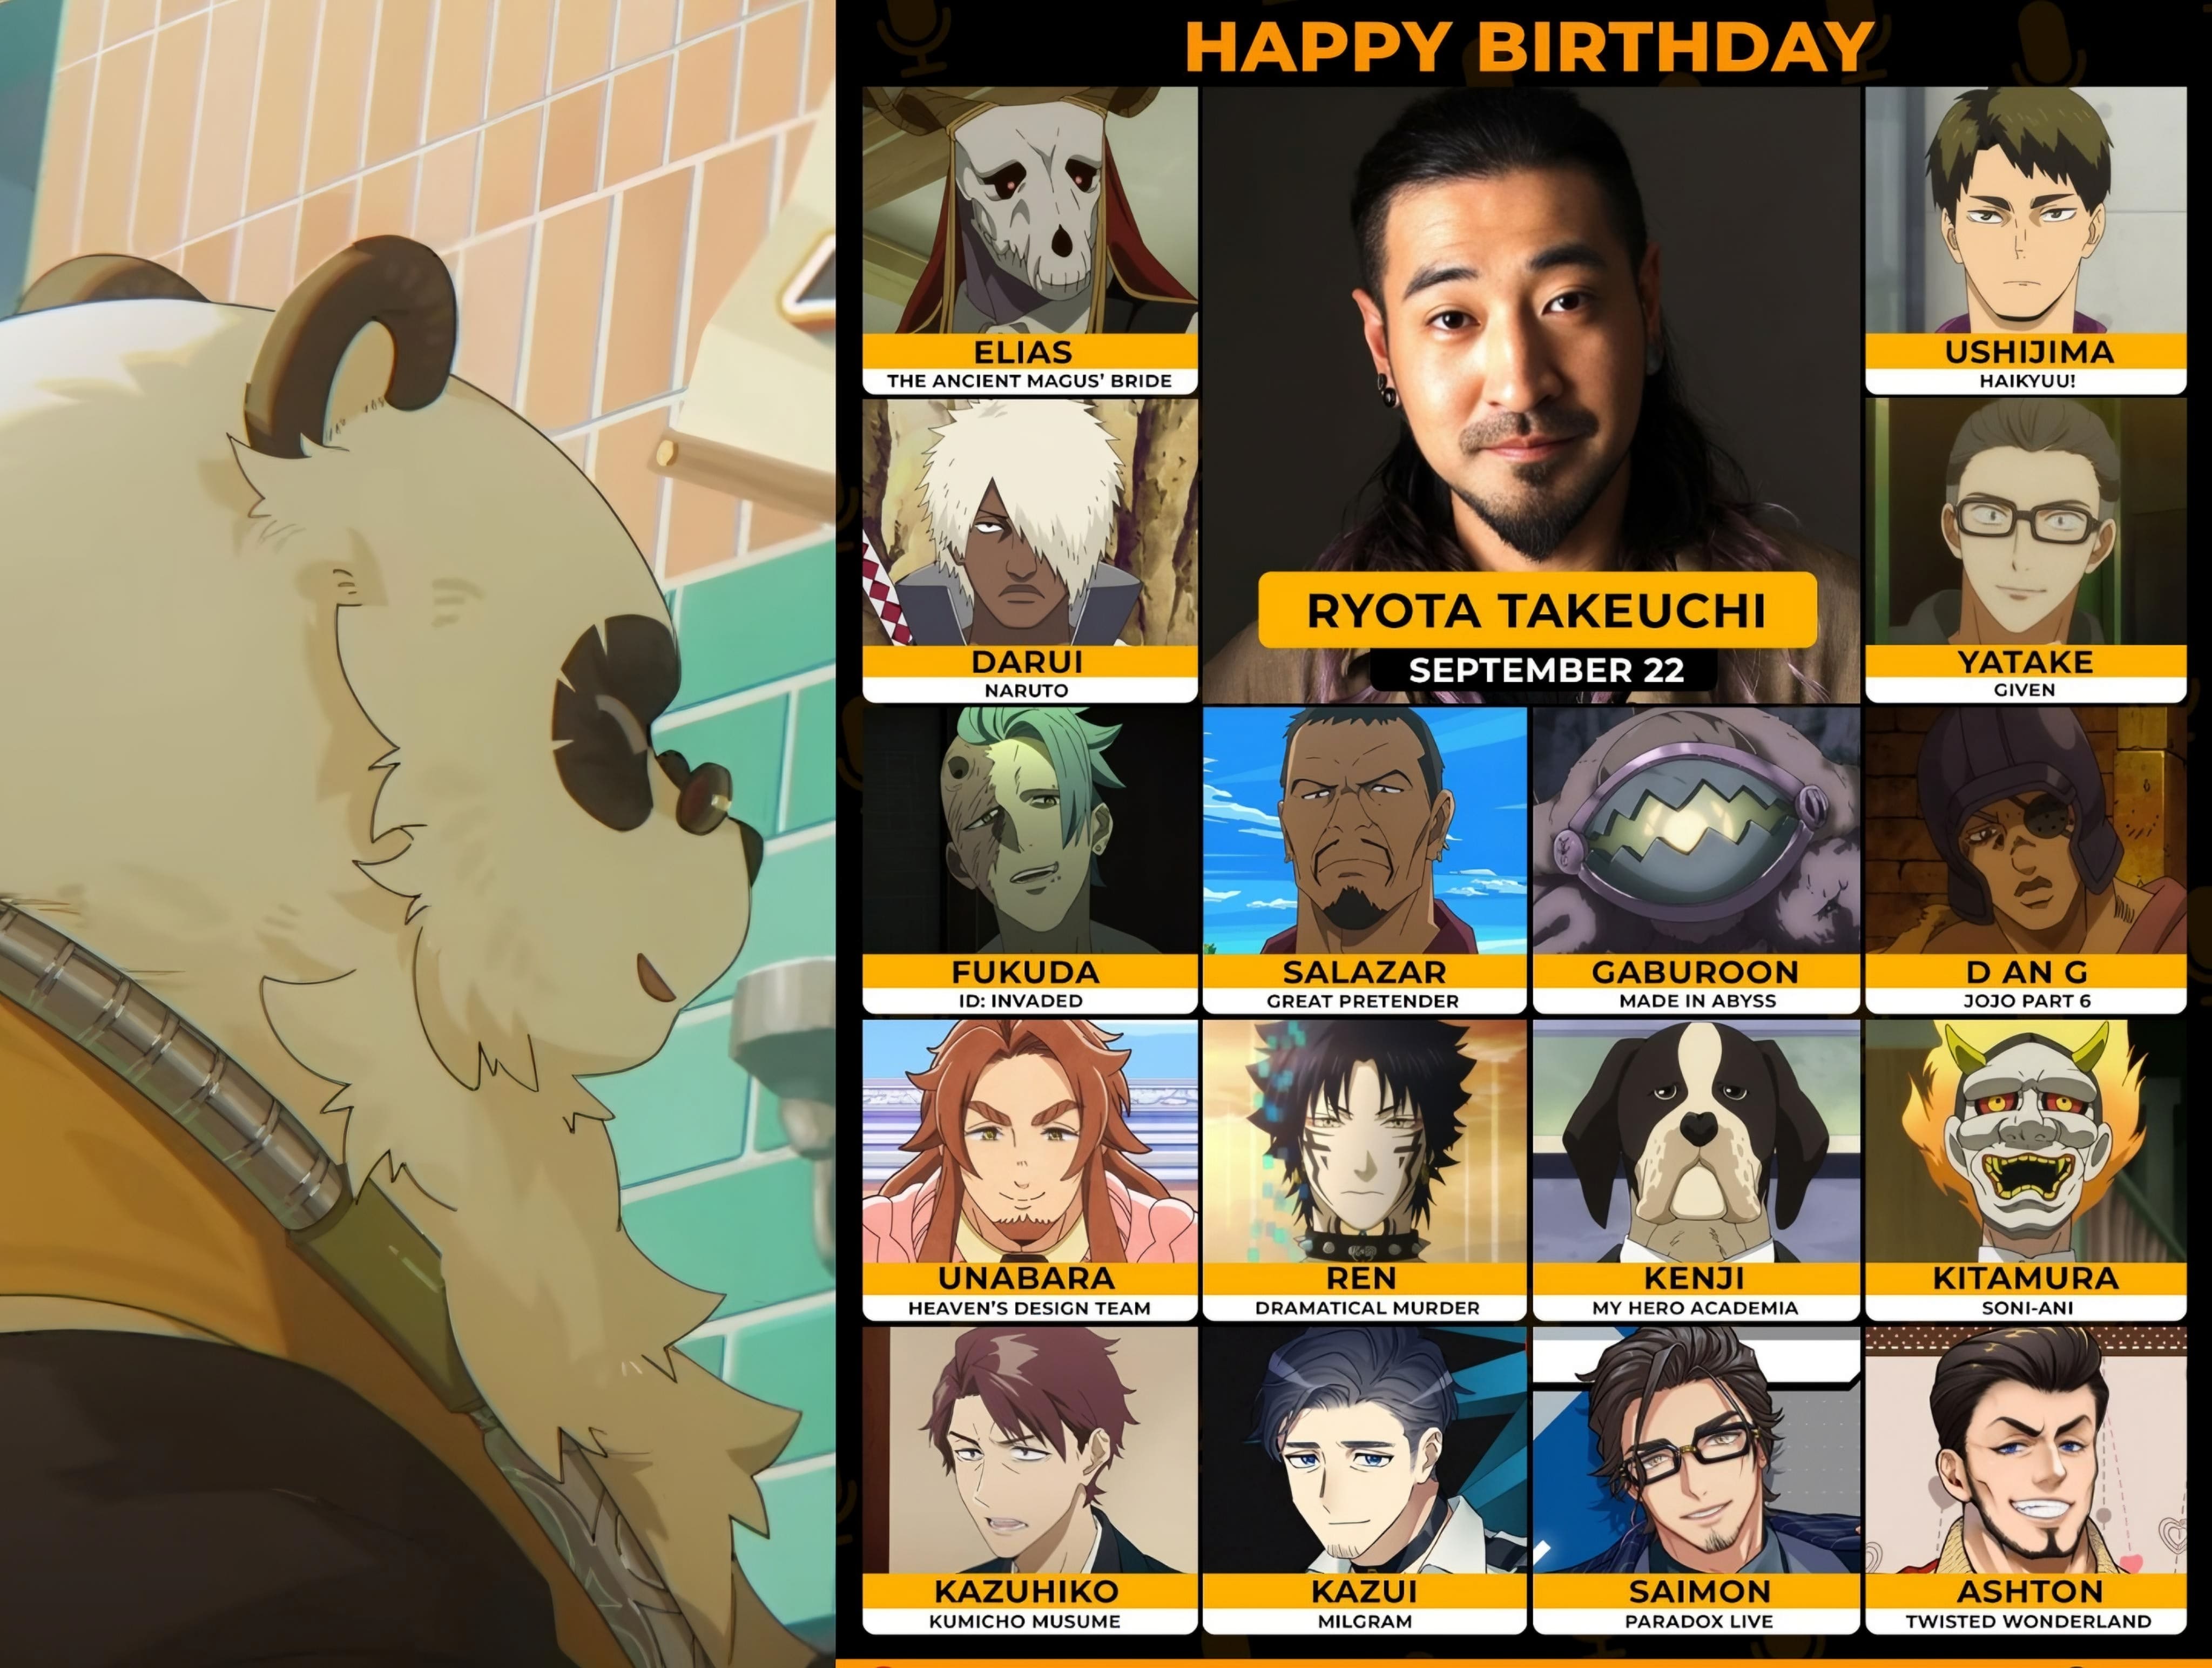 HAPPY BIRTHDAY
ELIAS
THE ANCIENT MAGUS' BRIDE
USHIJIMA
HAIKYUU!
DARUI
NARUTO
RYOTA TAKEUCHI
SEPTEMBER 22
YATAKE
GIVEN
FUKUDA
ID: INVADED
SALAZAR
GREAT PRETENDER
GABUROON
MADE IN ABYSS
D AN G
JOJO PART 6
UNABARA
HEAVEN'S DESIGN TEAM
REN
DRAMATICAL MURDER
KENJI
MY HERO ACADEMIA
KITAMURA
SONI-ANI
KAZUHIKO
KUMICHO MUSUME
KAZUI
MILGRAM
SAIMON
PARADOX LIVE
ASHTON
TWISTED WONDERLAND